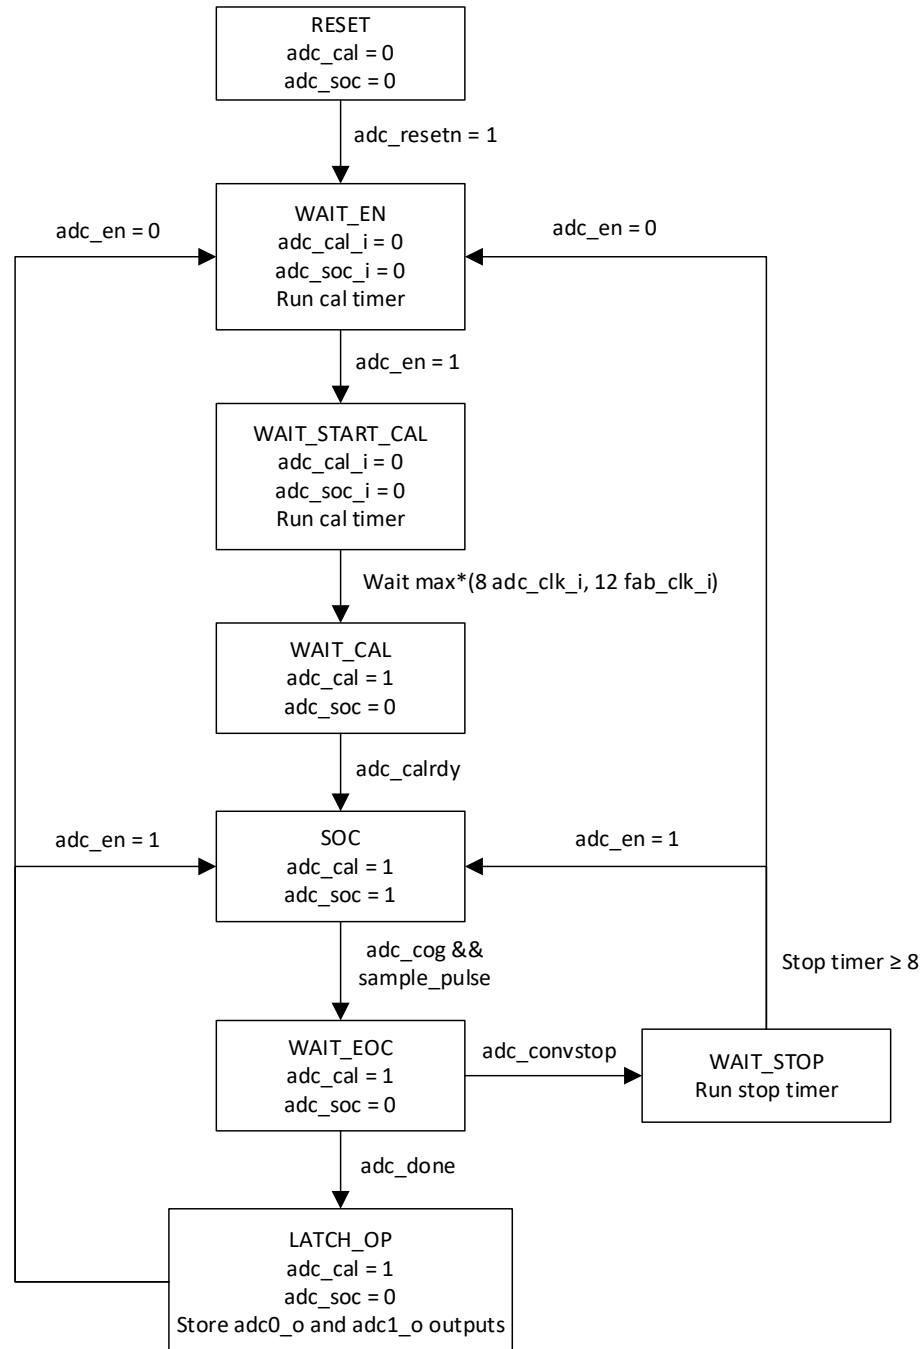 RESET
adc_cal = 0
adc_soc = 0
adc_resetn = 1
WAIT_EN
adc_cal_i = 0
adc_soc_i = 0
Run cal timer
adc_en = 0
adc_en = 0
adc_en = 1
WAIT_START_CAL
adc_cal_i = 0
adc_soc_i = 0
Run cal timer
Wait max*(8 adc_clk_i, 12 fab_clk_i)
WAIT_CAL
adc_cal = 1
adc_soc = 0
adc_calrdy
adc_en = 1
SOC
adc_cal = 1
adc_soc = 1
adc_en = 1
adc_cog &&
sample_pulse
Stop timer ≥ 8
WAIT_EOC
adc_cal = 1
adc_soc = 0
adc_convstop
WAIT_STOP
Run stop timer
adc_done
LATCH_OP
adc_cal = 1
adc_soc = 0
Store adc0_o and adc1_o outputs